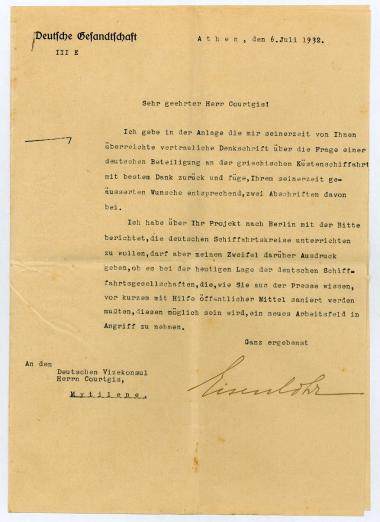 Deutsche Gesandtschaft
III E
Athen, den 6.Juli 1932.
Sehr geehrter Herr Courtgis!
Ich gebe in der Anlage die mir seinerzeit von Ihnen
überreichte vertrauliche Denkschrift über die Frage einer
deutschen Beteiligung an der griechischen Küstenschiffahrt
mit bestem Dank zurück und füge,Ihrem seinerzeit ge-
äusserten Wunsche entsprechend,zwei Abschriften davon
bei.
Ich habe über Ihr Projekt nach Berlin mit der Bitte
berichtet,die deutschen Schiffahrtskreise unterrichten
zu wollen,darf aber meinen Zweifel darüber Ausdruck
geben,ob es bei der heutigen Lage der deutschen Schiff-
fahrtsgesellschaften,die,wie Sie aus der Presse wissen,
vor kurzem mit Hilfe öffentlicher Mittel saniert werden
mußten,diesen möglich sein wird,ein neues Arbeitsfeld in
Angriff zu nehmen.
Ganz ergebenst
Eisenlohr
An den
Deutschen Vizekonsul
Herrn Courtgis,
Mytilene.